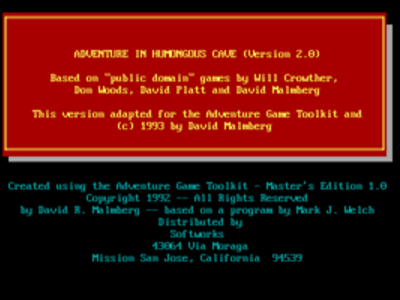 ADVENTURE IN HUMONGOUS CAVE (Version 2.0)
Based on "public domain" games by Will Crowther,
Don Woods, David Platt and David Malmberg
This version adapted for the Adventure Game Toolkit and
(c) 1993 by David Malmberg
Created using the Adventure Game Toolkit - Master's Edition 1.0
Copyright 1992 -- All Rights Reserved
by David R. Malmberg -- based on a program by Mark J. Welch
Distributed by
Softworks
43064 Via Moraga
Mission San Jose, California 94539